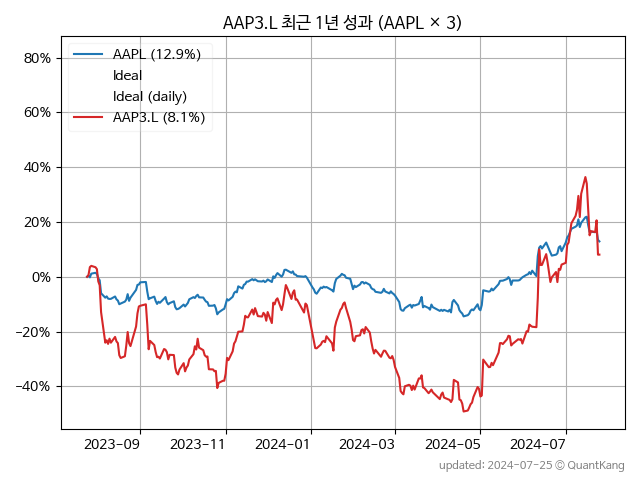 AAP3.L 최근 1년 성과 (AAPL × 3)
AAPL (12.9%)
Ideal
Ideal (daily)
AAP3.L (8.1%)
80%
60%
40%
20%
0%
−20%
−40%
2023-09
2023-11
2024-01
2024-03
2024-05
2024-07
updated: 2024-07-25 © QuantKang